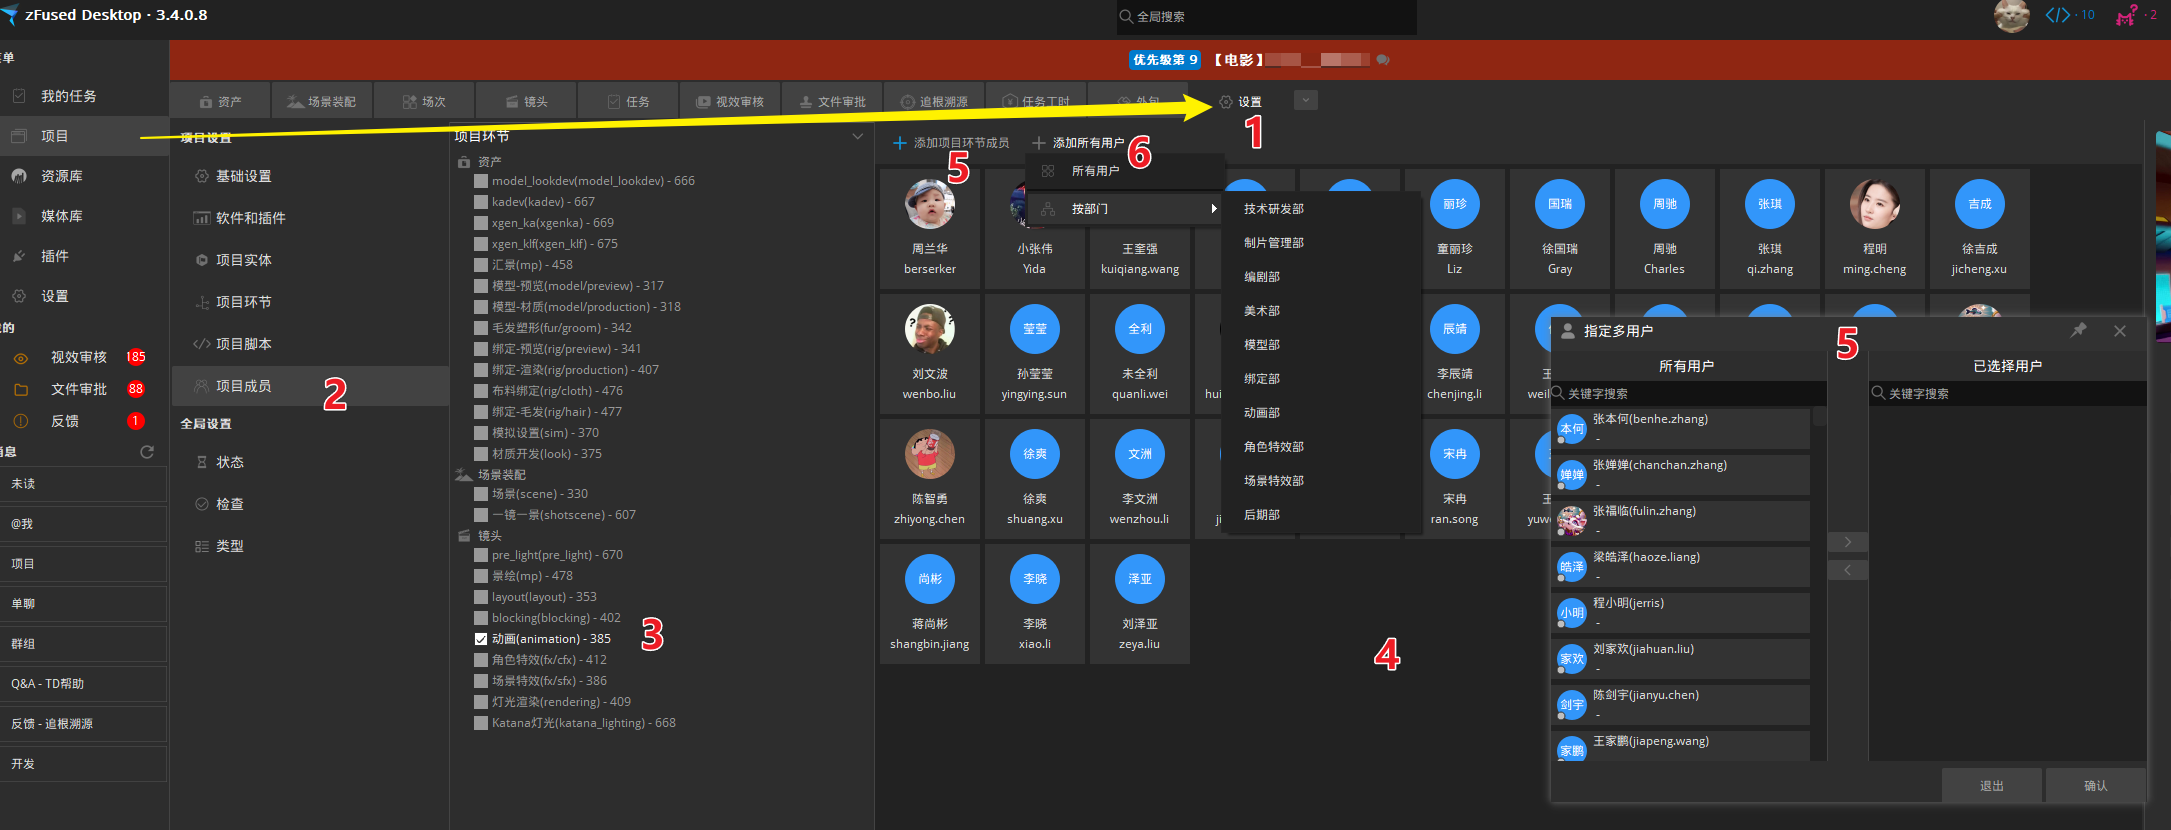 zFused Desktop · 3.4.0.8
全局搜索
· 10
· 2
优先级第 9 【电影】
单
我的任务
项目
资源库
媒体库
插件
设置
的
视效审核 185
文件审批 88
反馈 1
息
未读
@我
项目
单聊
群组
Q&A - TD帮助
反馈 - 追根溯源
开发
资产
场景装配
场次
镜头
任务
视效审核
文件审批
追根溯源
任务工时
外包
设置
1
项目设置
基础设置
软件和插件
项目实体
项目环节
项目脚本
项目成员
2
全局设置
状态
检查
类型
项目环节
资产
model_lookdev(model_lookdev) - 666
kadev(kadev) - 667
xgen_ka(xgenka) - 669
xgen_klf(xgen_klf) - 675
汇景(mp) - 458
模型-预览(model/preview) - 317
模型-材质(model/production) - 318
毛发塑形(fur/groom) - 342
绑定-预览(rig/preview) - 341
绑定-渲染(rig/production) - 407
布料绑定(rig/cloth) - 476
绑定-毛发(rig/hair) - 477
模拟设置(sim) - 370
材质开发(look) - 375
场景装配
场景(scene) - 330
一镜一景(shotscene) - 607
镜头
pre_light(pre_light) - 670
景绘(mp) - 478
layout(layout) - 353
blocking(blocking) - 402
动画(animation) - 385
3
角色特效(fx/cfx) - 412
场景特效(fx/sfx) - 386
灯光渲染(rendering) - 409
Katana灯光(katana_lighting) - 668
添加项目环节成员
5
添加所有用户
6
所有用户
按部门
技术研发部
制片管理部
编剧部
美术部
模型部
绑定部
动画部
角色特效部
场景特效部
后期部
周兰华
berserker
小张伟
Yida
王奎强
kuiqiang.wang
丽珍
童丽珍
Liz
国瑞
徐国瑞
Gray
周驰
周驰
Charles
张琪
张琪
qi.zhang
程明
ming.cheng
吉成
徐吉成
jicheng.xu
刘文波
wenbo.liu
莹莹
孙莹莹
yingying.sun
全利
未全利
quanli.wei
hui
辰靖
李辰靖
chenjing.li
王
weil
陈智勇
zhiyong.chen
徐爽
徐爽
shuang.xu
文洲
李文洲
wenzhou.li
ji
宋冉
宋冉
ran.song
王
yuwe
尚彬
蒋尚彬
shangbin.jiang
李晓
李晓
xiao.li
泽亚
刘泽亚
zeya.liu
4
指定多用户
5
所有用户
已选择用户
关键字搜索
关键字搜索
本何 张本何(benhe.zhang)
-
婵婵 张婵婵(chanchan.zhang)
-
张福临(fulin.zhang)
-
皓泽 梁皓泽(haoze.liang)
-
小明 程小明(jerris)
-
家欢 刘家欢(jiahuan.liu)
-
剑宇 陈剑宇(jianyu.chen)
-
家鹏 王家鹏(jiapeng.wang)
退出
确认